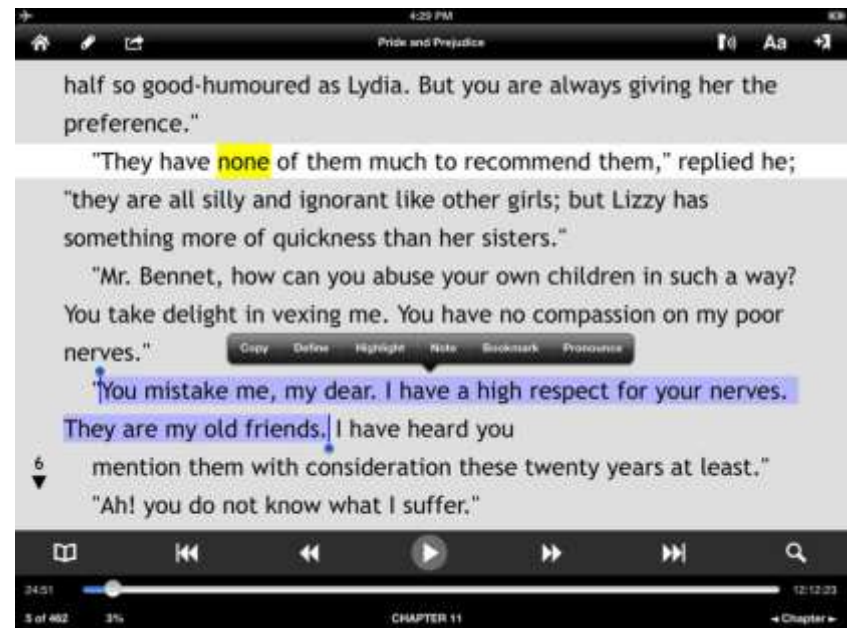 4:29 PM
Pride and Prejudice
Aa
half so good-humoured as Lydia. But you are always giving her the
preference."
"They have none of them much to recommend them," replied he;
"they are all silly and ignorant like other girls; but Lizzy has
something more of quickness than her sisters."
"Mr. Bennet, how can you abuse your own children in such a way?
You take delight in vexing me. You have no compassion on my poor
nerves."
Copy Define Highlight Note Bookmark Pronounce
"You mistake me, my dear. I have a high respect for your nerves.
They are my old friends. I have heard you
6
mention them with consideration these twenty years at least."
"Ah! you do not know what I suffer."
24:51
12:12:23
5 of 462 3% CHAPTER 11 Chapter